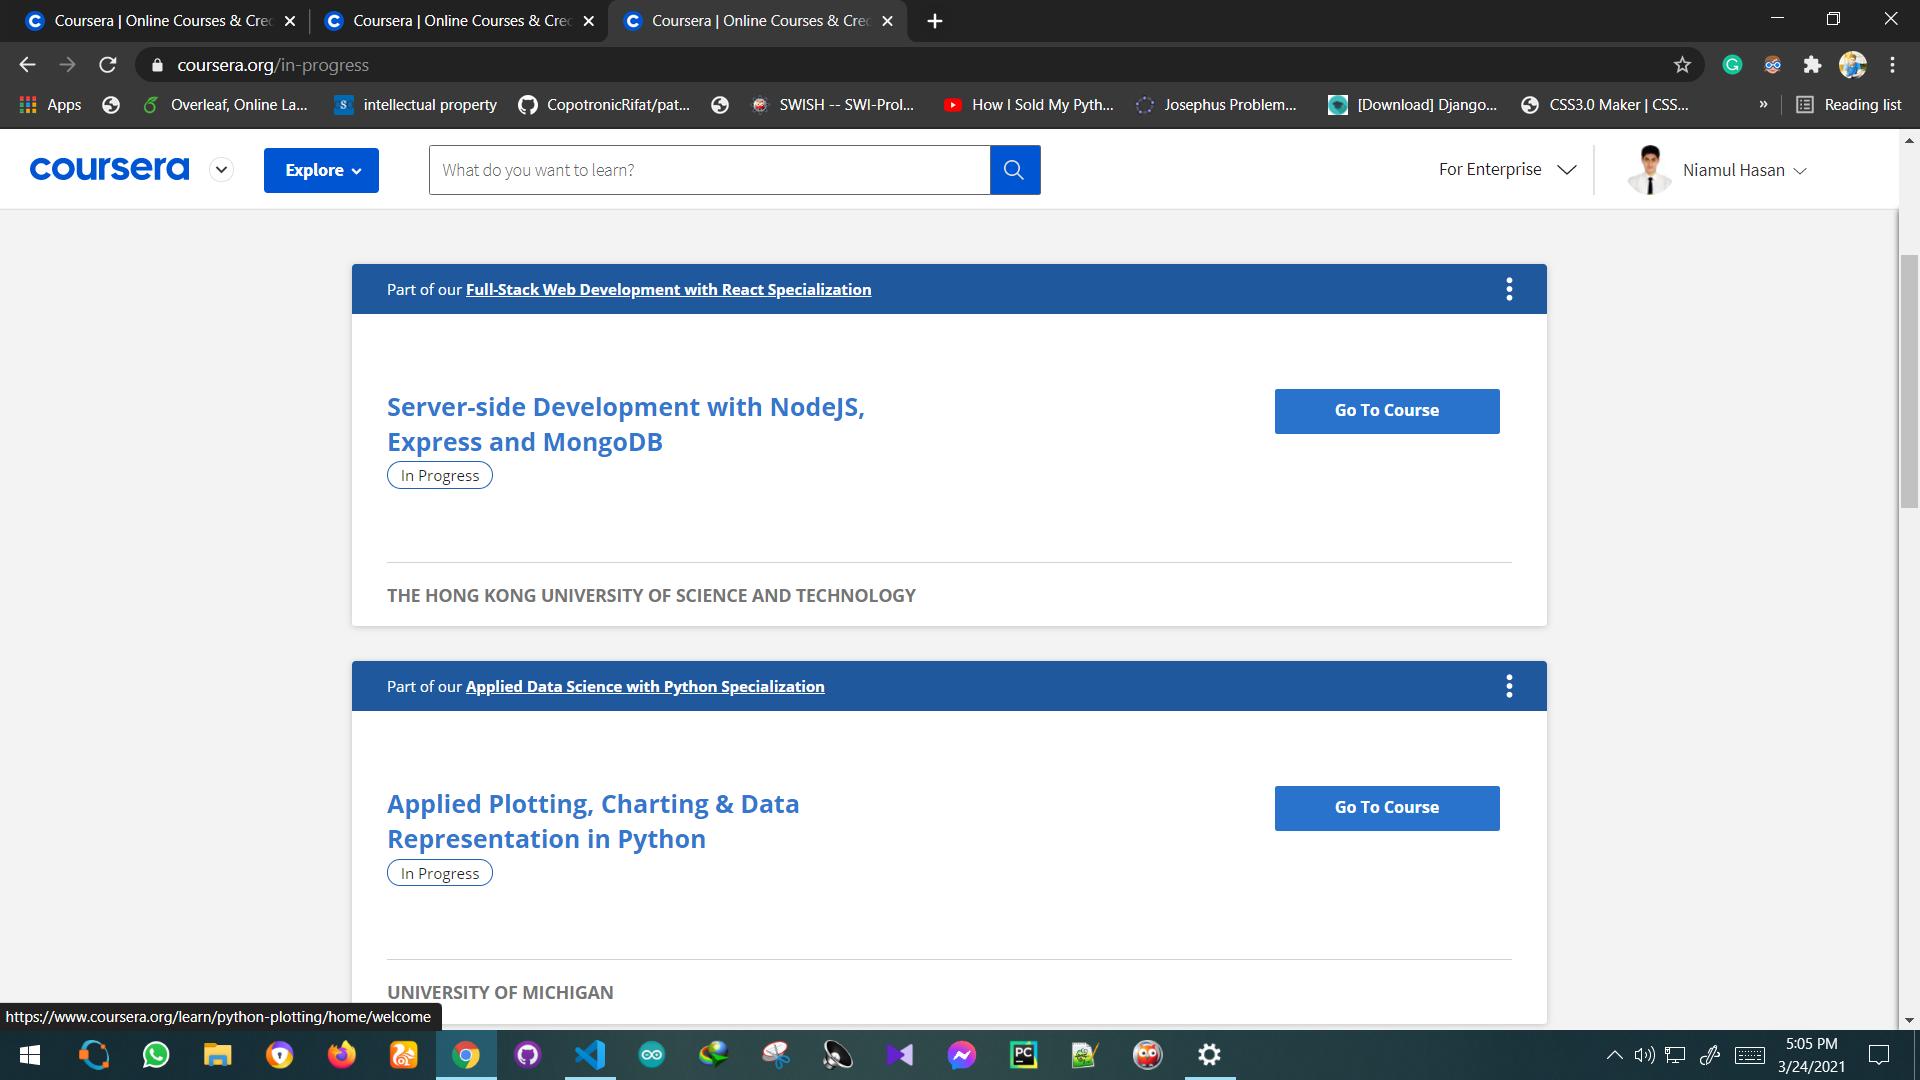 Coursera | Online Courses & Cred
Coursera | Online Courses & Cred
Coursera | Online Courses & Cred
coursera.org/in-progress
Apps
Overleaf, Online La...
intellectual property
CopotronicRifat/pat...
SWISH -- SWI-Prol...
How I Sold My Pyth...
Josephus Problem...
[Download] Django...
CSS3.0 Maker | CSS...
»
Reading list
coursera
Explore
What do you want to learn?
For Enterprise
Niamul Hasan
Part of our Full-Stack Web Development with React Specialization
Server-side Development with NodeJS,
Express and MongoDB
Go To Course
In Progress
THE HONG KONG UNIVERSITY OF SCIENCE AND TECHNOLOGY
Part of our Applied Data Science with Python Specialization
Applied Plotting, Charting & Data
Representation in Python
Go To Course
In Progress
UNIVERSITY OF MICHIGAN
https://www.coursera.org/learn/python-plotting/home/welcome
PC
5:05 PM
3/24/2021